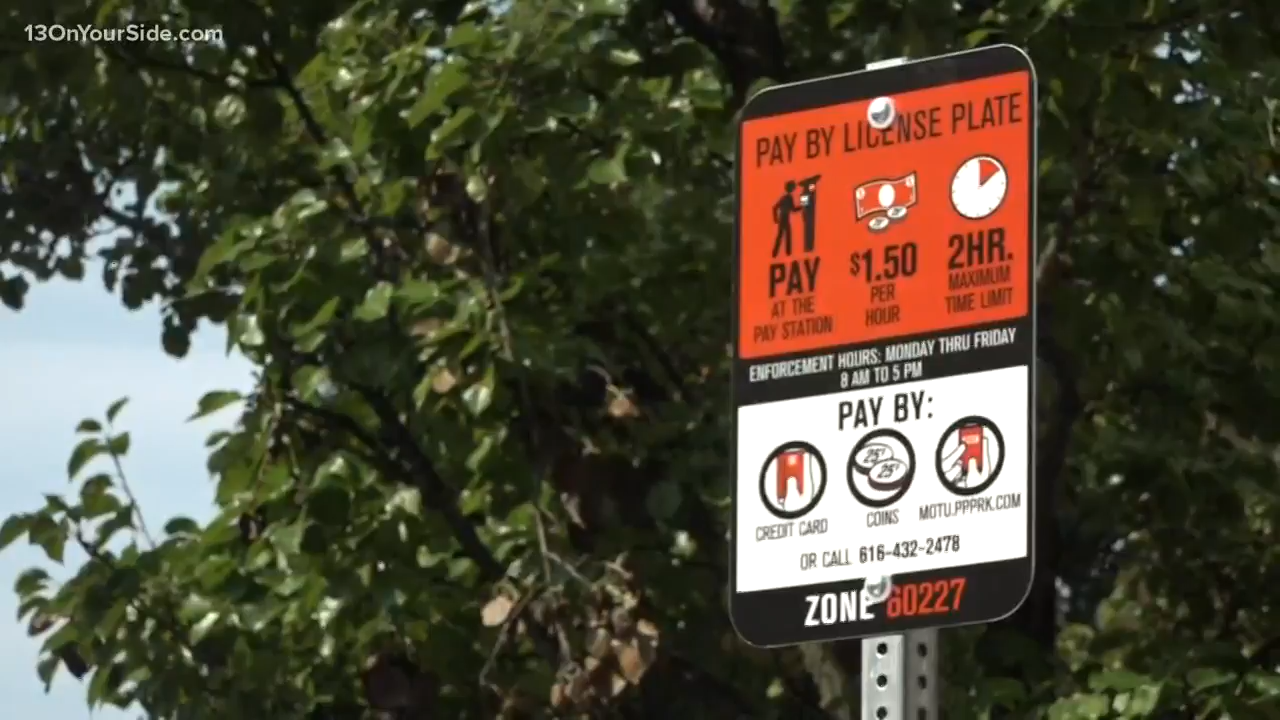 13OnYourSide.com
PAY BY LICENSE PLATE
PAY
AT THE
PAY STATION
$1.50
PER
HOUR
2HR.
MAXIMUM
TIME LIMIT
ENFORCEMENT HOURS: MONDAY THRU FRIDAY
8 AM TO 5 PM
PAY BY:
25¢
25¢
CREDIT CARD
COINS
MOTU.PPPRK.COM
OR CALL 616-432-2478
ZONE 60227